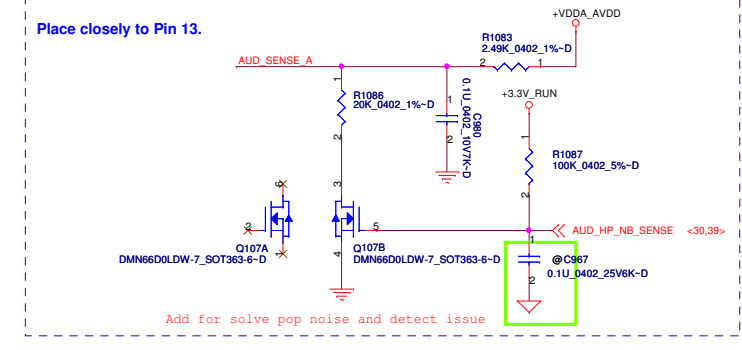 Place closely to Pin 13.
+VDDA_AVDD
R1083
2.49K_0402_1%~D
AUD_SENSE_A
2
1
+3.3V_RUN
1
R1086
20K_0402_1%~D
2
1
2
0.1U_0402_10V7K~D
C980
1
R1087
100K_0402_5%~D
2
6
2
1
Q107A
DMN66D0LDW-7_SOT363-6~D
3
5
4
Q107B
DMN66D0LDW-7_SOT363-6~D
AUD_HP_NB_SENSE <30,39>
1
@C967
0.1U_0402_25V6K~D
2
Add for solve pop noise and detect issue